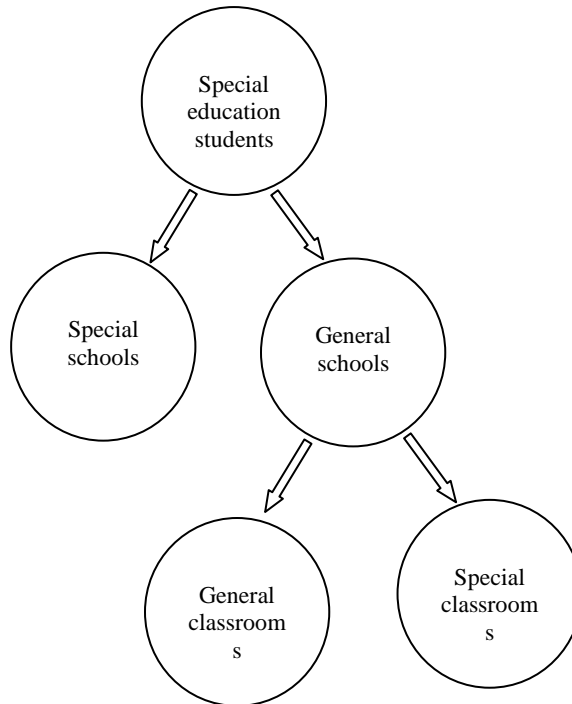 Special
education
students
Special
schools
General
schools
General
classroom
s
Special
classroom
s